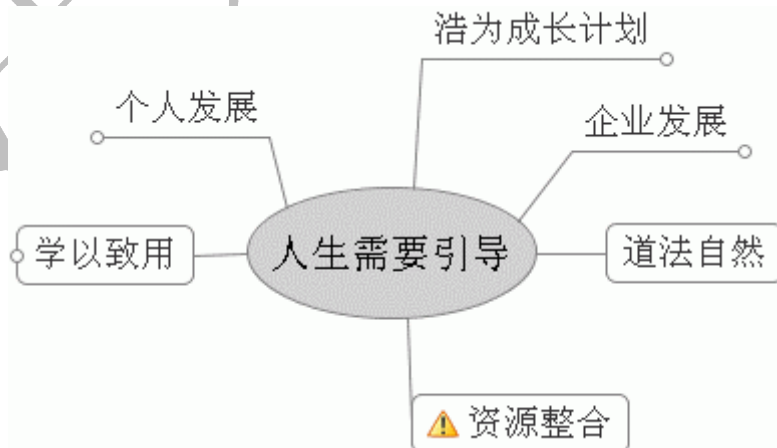 浩为成长计划
个人发展
企业发展
学以致用
人生需要引导
道法自然
资源整合